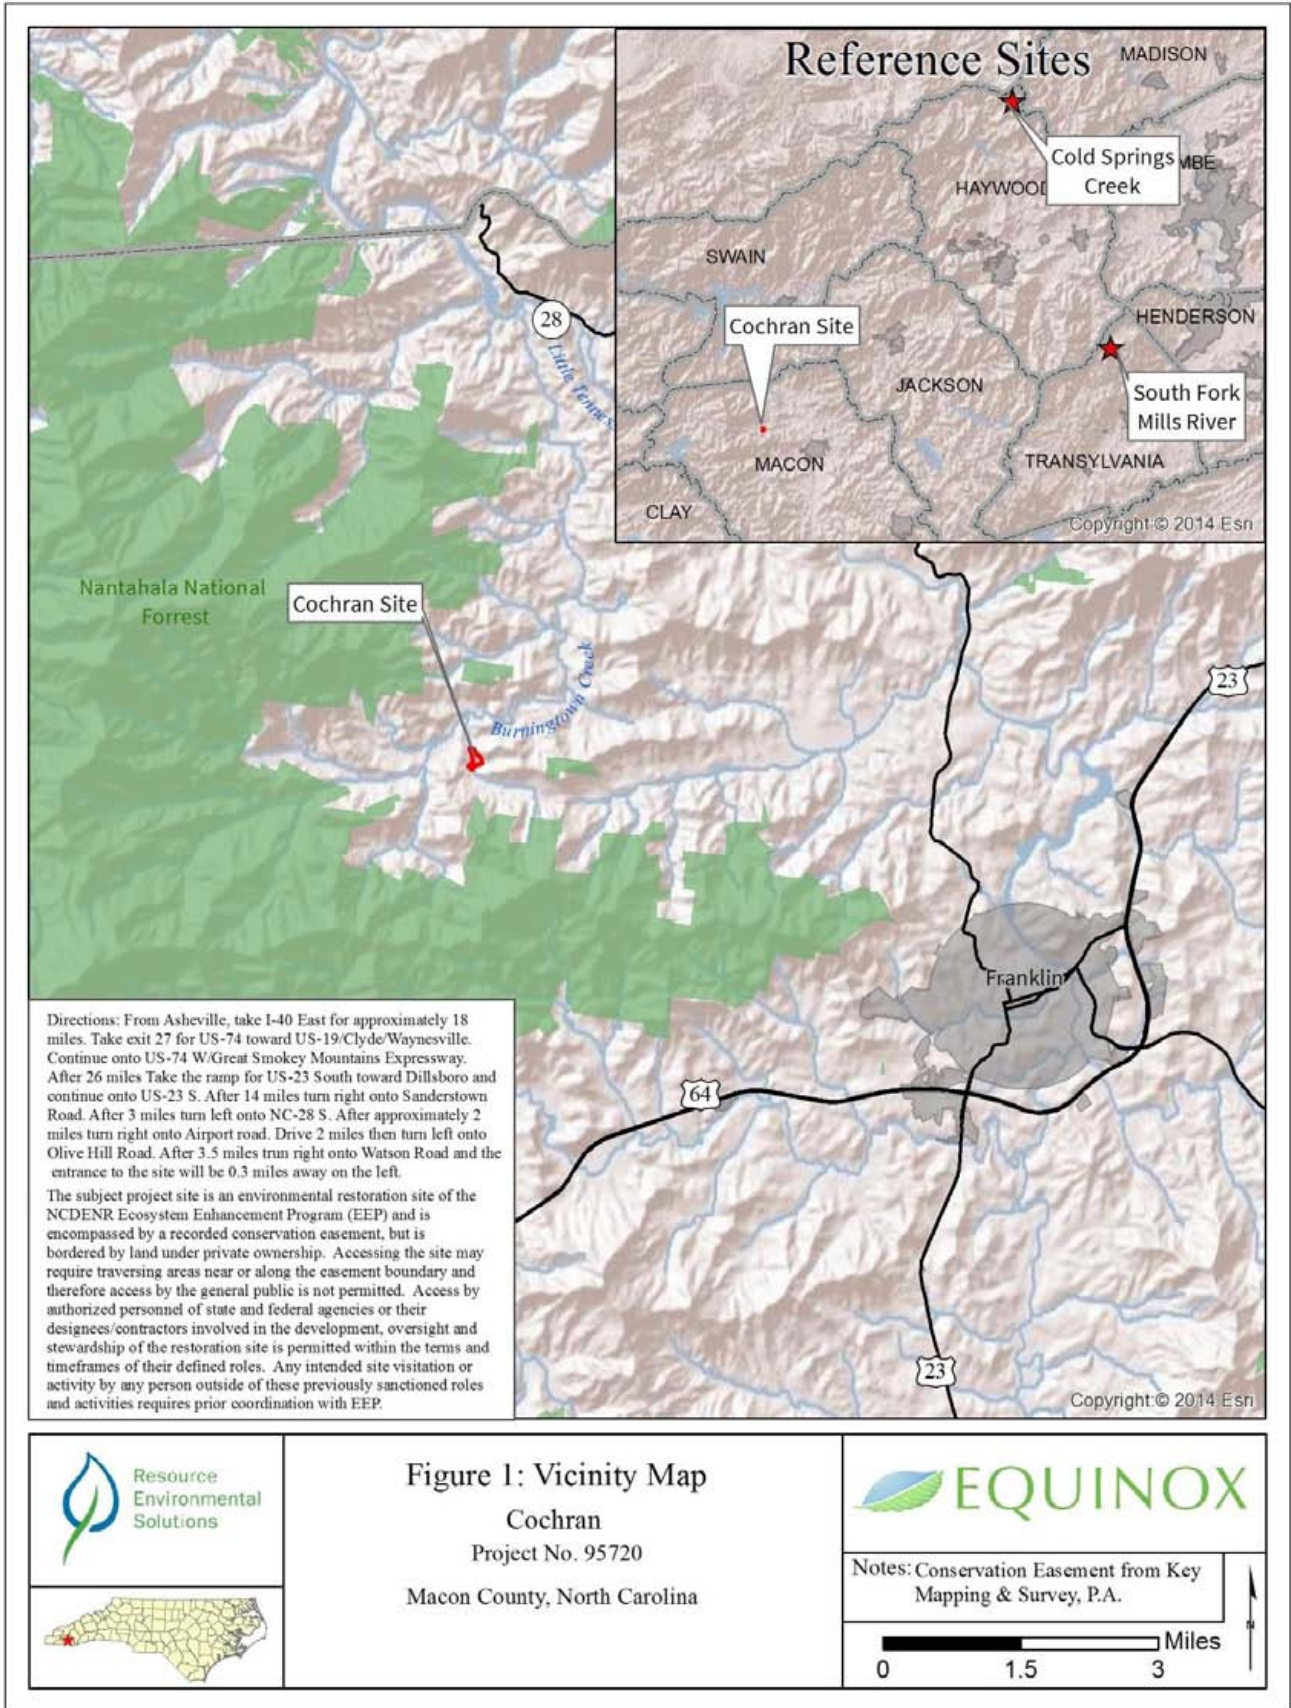 Reference Sites
MADISON
Cold Springs
Creek
MBE
HAYWOOD
SWAIN
HENDERSON
Cochran Site
JACKSON
South Fork
Mills River
MACON
TRANSYLVANIA
CLAY
Copyright:© 2014 Esri
28
Little Tennes
Nantahala National
Forrest
Cochran Site
Burningtown Creek
23
Franklin
64
23
Copyright:© 2014 Esri
Directions: From Asheville, take I-40 East for approximately 18
miles. Take exit 27 for US-74 toward US-19/Clyde/Waynesville.
Continue onto US-74 W/Great Smokey Mountains Expressway.
After 26 miles Take the ramp for US-23 South toward Dillsboro and
continue onto US-23 S. After 14 miles turn right onto Sanderstown
Road. After 3 miles turn left onto NC-28 S. After approximately 2
miles turn right onto Airport road. Drive 2 miles then turn left onto
Olive Hill Road. After 3.5 miles trun right onto Watson Road and the
entrance to the site will be 0.3 miles away on the left.
The subject project site is an environmental restoration site of the
NCDENR Ecosystem Enhancement Program (EEP) and is
encompassed by a recorded conservation easement, but is
bordered by land under private ownership. Accessing the site may
require traversing areas near or along the easement boundary and
therefore access by the general public is not permitted. Access by
authorized personnel of state and federal agencies or their
designees/contractors involved in the development, oversight and
stewardship of the restoration site is permitted within the terms and
timeframes of their defined roles. Any intended site visitation or
activity by any person outside of these previously sanctioned roles
and activities requires prior coordination with EEP.
Resource
Environmental
Solutions
Figure 1: Vicinity Map
Cochran
Project No. 95720
Macon County, North Carolina
EQUINOX
Notes: Conservation Easement from Key
Mapping & Survey, P.A.
N
Miles
0 1.5 3